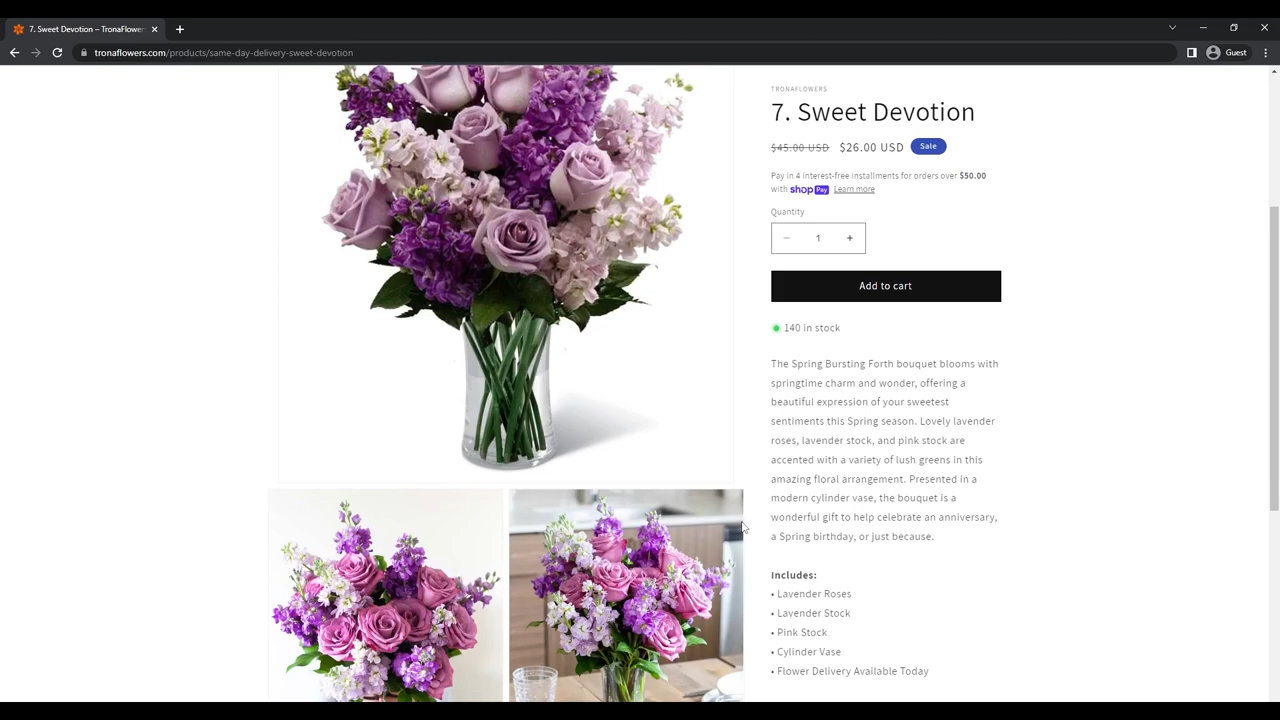 7. Sweet Devotion – TronaFlower
tronaflowers.com/products/same-day-delivery-sweet-devotion
Guest
TRONAFLOWERS
7. Sweet Devotion
$45.00 USD $26.00 USD Sale
Pay in 4 interest-free installments for orders over $50.00
with shop Pay Learn more
Quantity
− 1 +
Add to cart
140 in stock
The Spring Bursting Forth bouquet blooms with
springtime charm and wonder, offering a
beautiful expression of your sweetest
sentiments this Spring season. Lovely lavender
roses, lavender stock, and pink stock are
accented with a variety of lush greens in this
amazing floral arrangement. Presented in a
modern cylinder vase, the bouquet is a
wonderful gift to help celebrate an anniversary,
a Spring birthday, or just because.
Includes:
• Lavender Roses
• Lavender Stock
• Pink Stock
• Cylinder Vase
• Flower Delivery Available Today